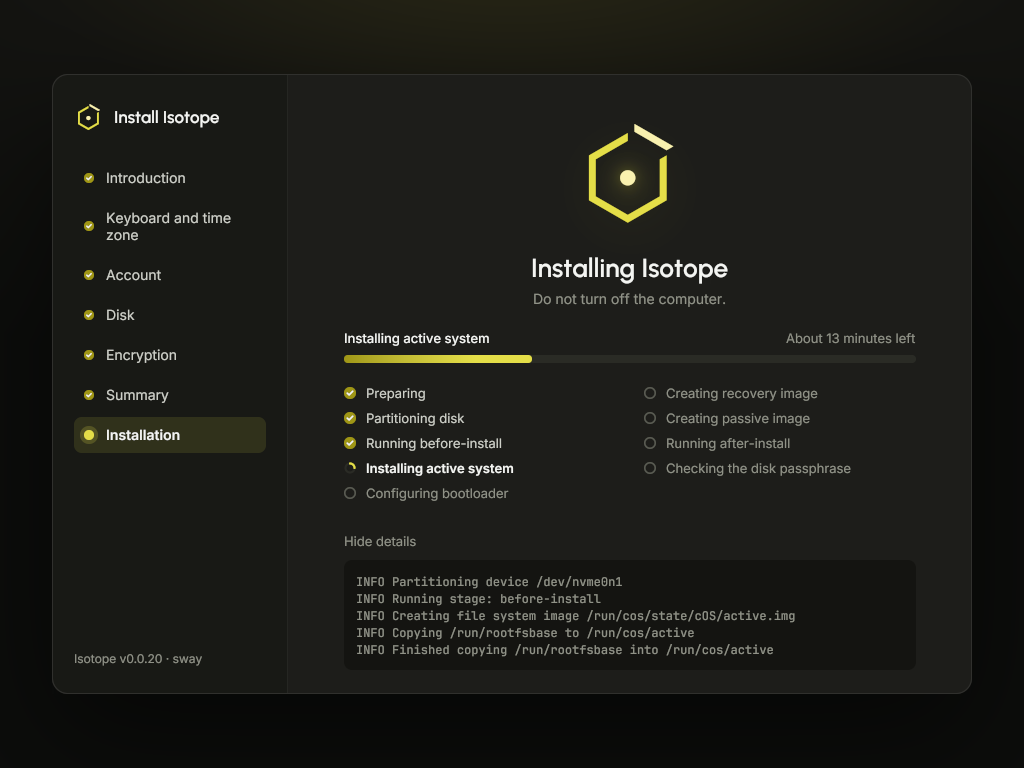 Install Isotope
Introduction
Keyboard and time
zone
Account
Disk
Encryption
Summary
Installation
Isotope v0.0.20 · sway
Installing Isotope
Do not turn off the computer.
Installing active system
About 13 minutes left
Preparing
Partitioning disk
Running before-install
Installing active system
Configuring bootloader
Creating recovery image
Creating passive image
Running after-install
Checking the disk passphrase
Hide details
INFO Partitioning device /dev/nvme0n1
INFO Running stage: before-install
INFO Creating file system image /run/cos/state/cOS/active.img
INFO Copying /run/rootfsbase to /run/cos/active
INFO Finished copying /run/rootfsbase into /run/cos/active